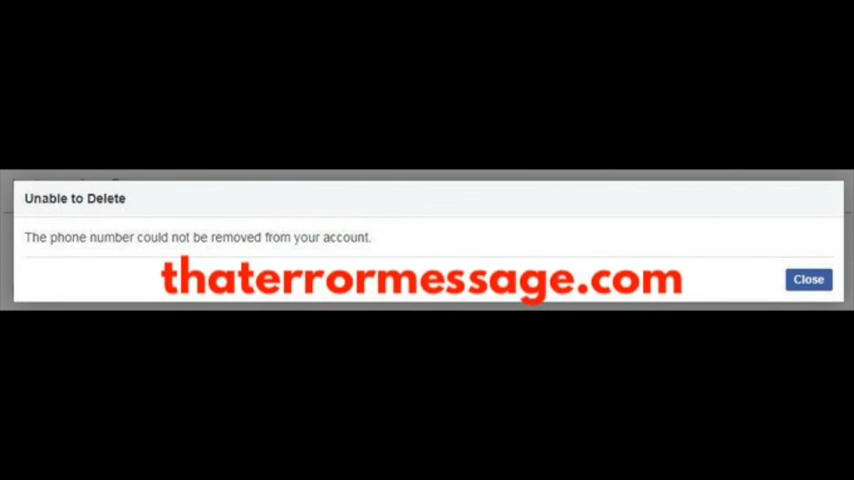 Unable to Delete
The phone number could not be removed from your account.
thaterrormessage.com
Close